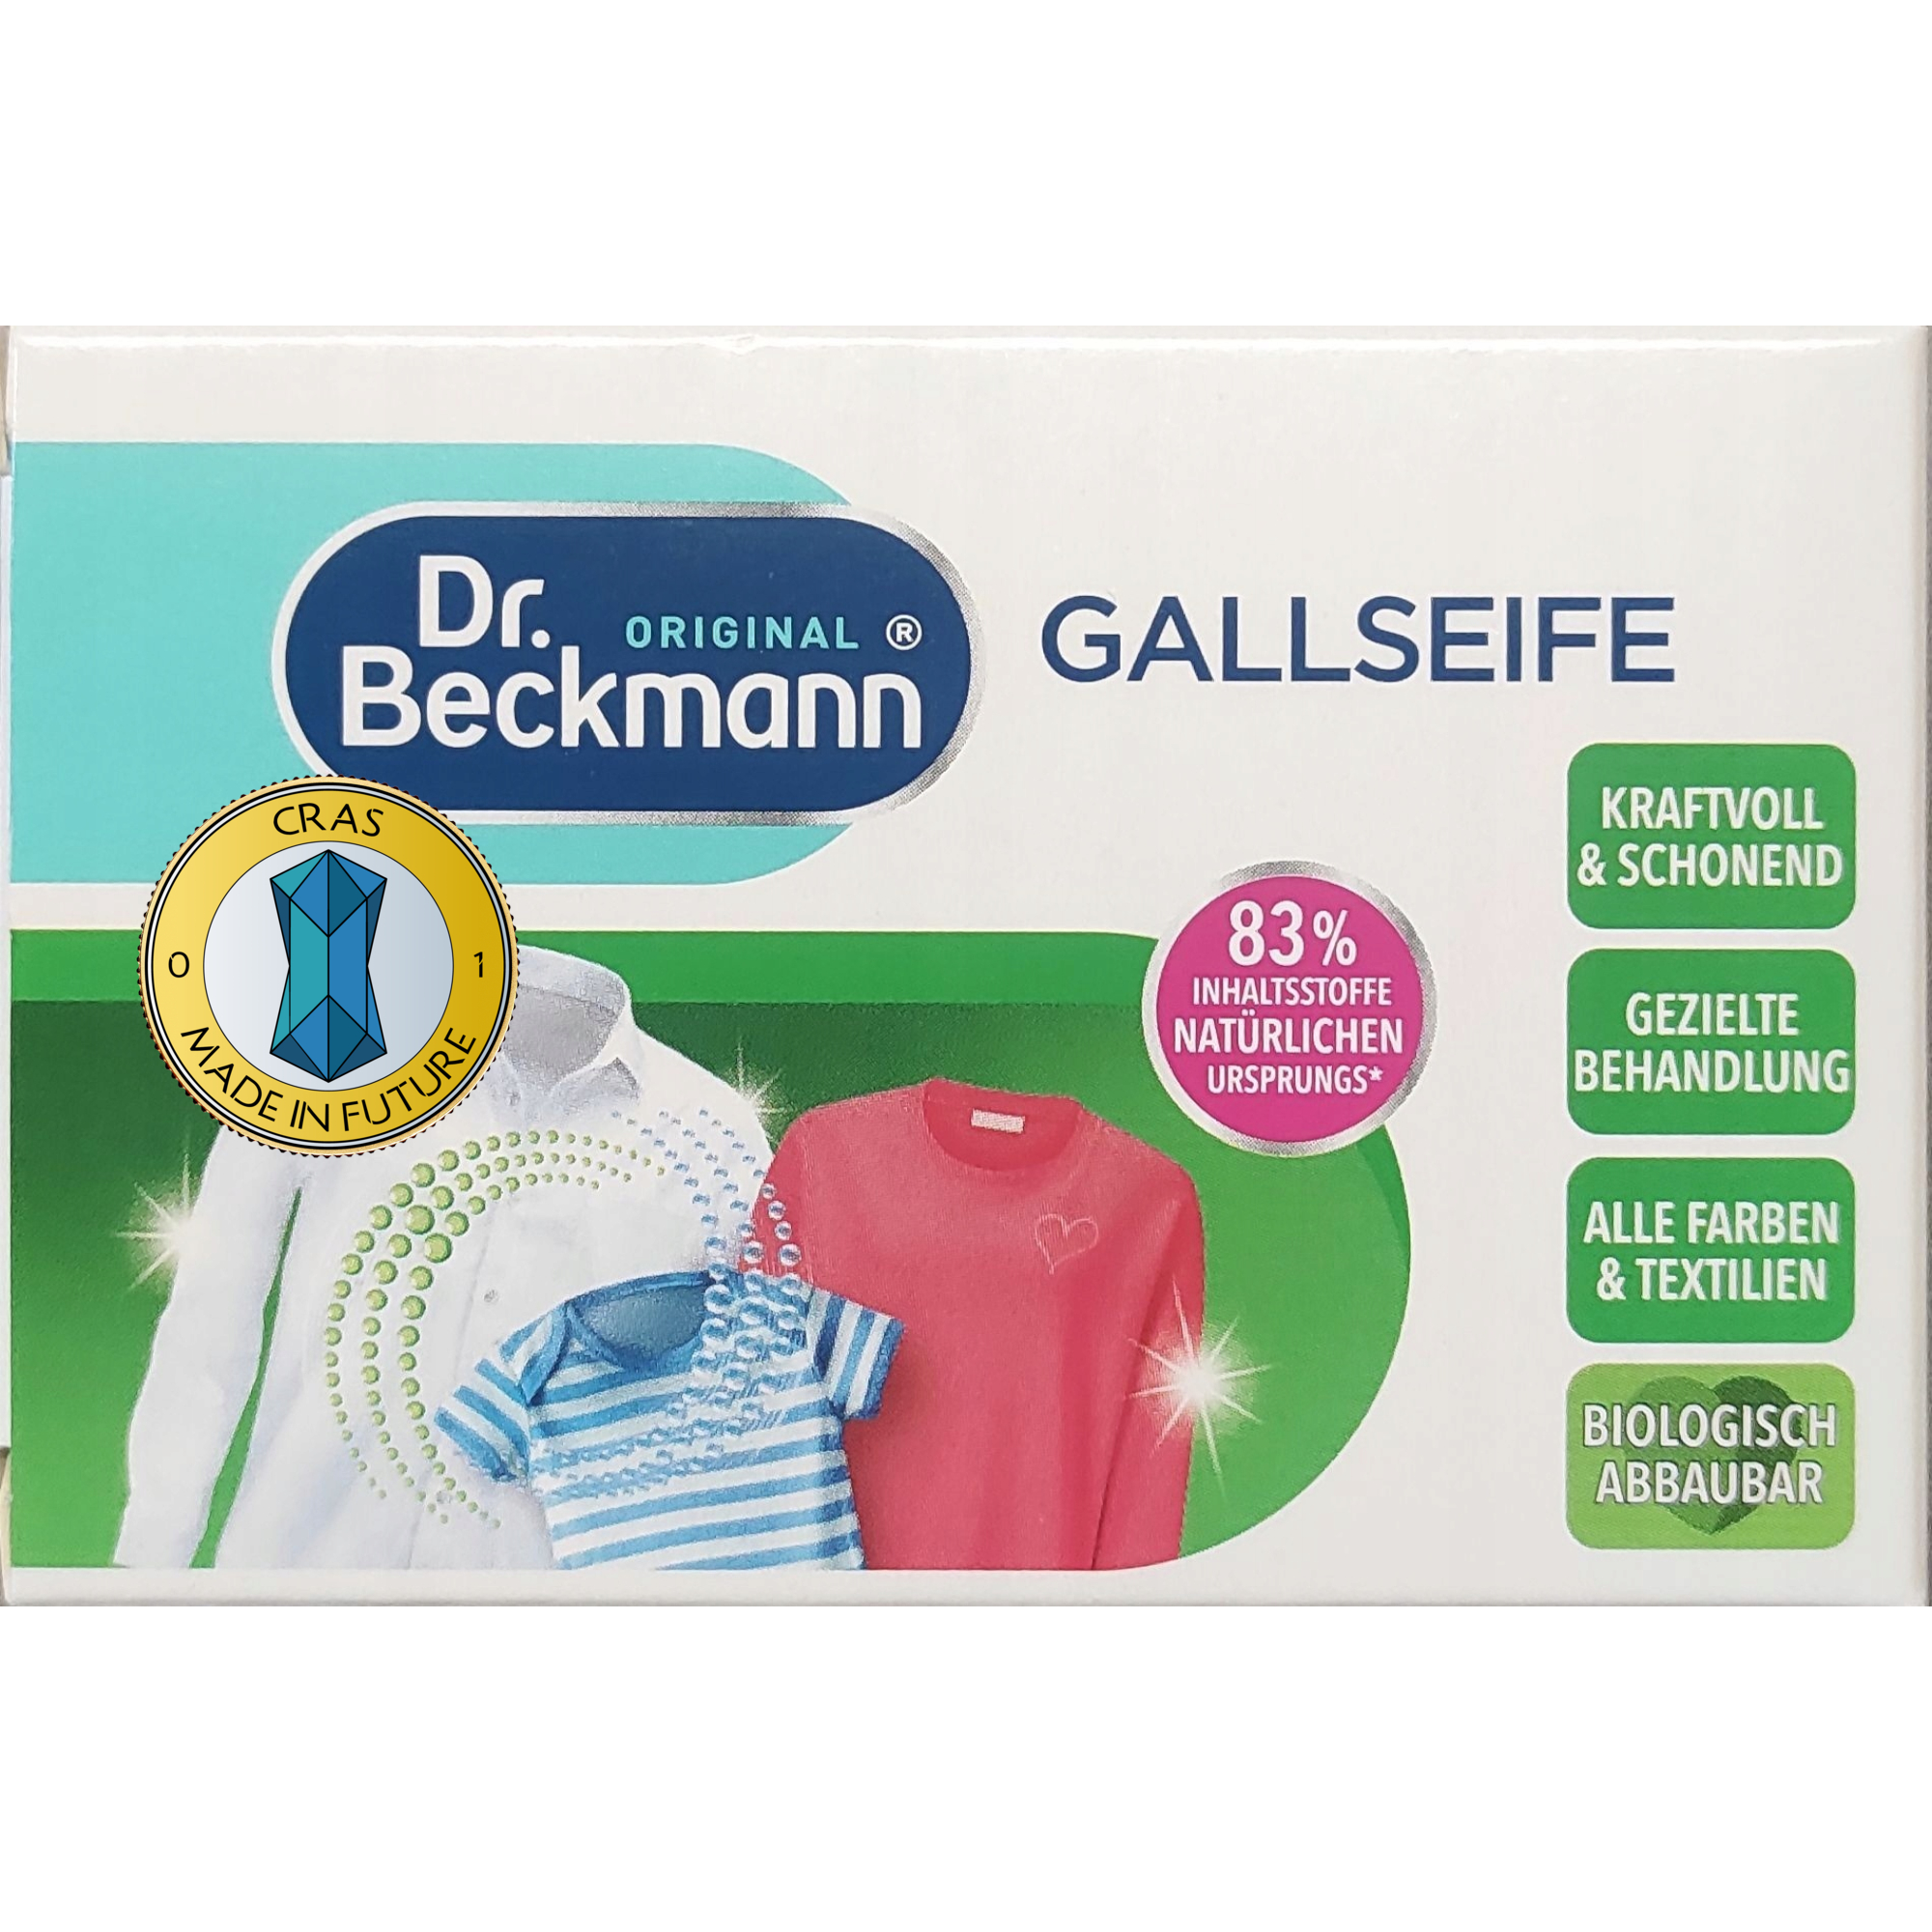 Dr.
ORIGINAL ®
Beckmann
GALLSEIFE
KRAFTVOLL
& SCHONEND
CRAS
0 1
MADE IN FUTURE
83%
INHALTSSTOFFE
NATÜRLICHEN
URSPRUNGS*
GEZIELTE
BEHANDLUNG
ALLE FARBEN
& TEXTILIEN
BIOLOGISCH
ABBAUBAR